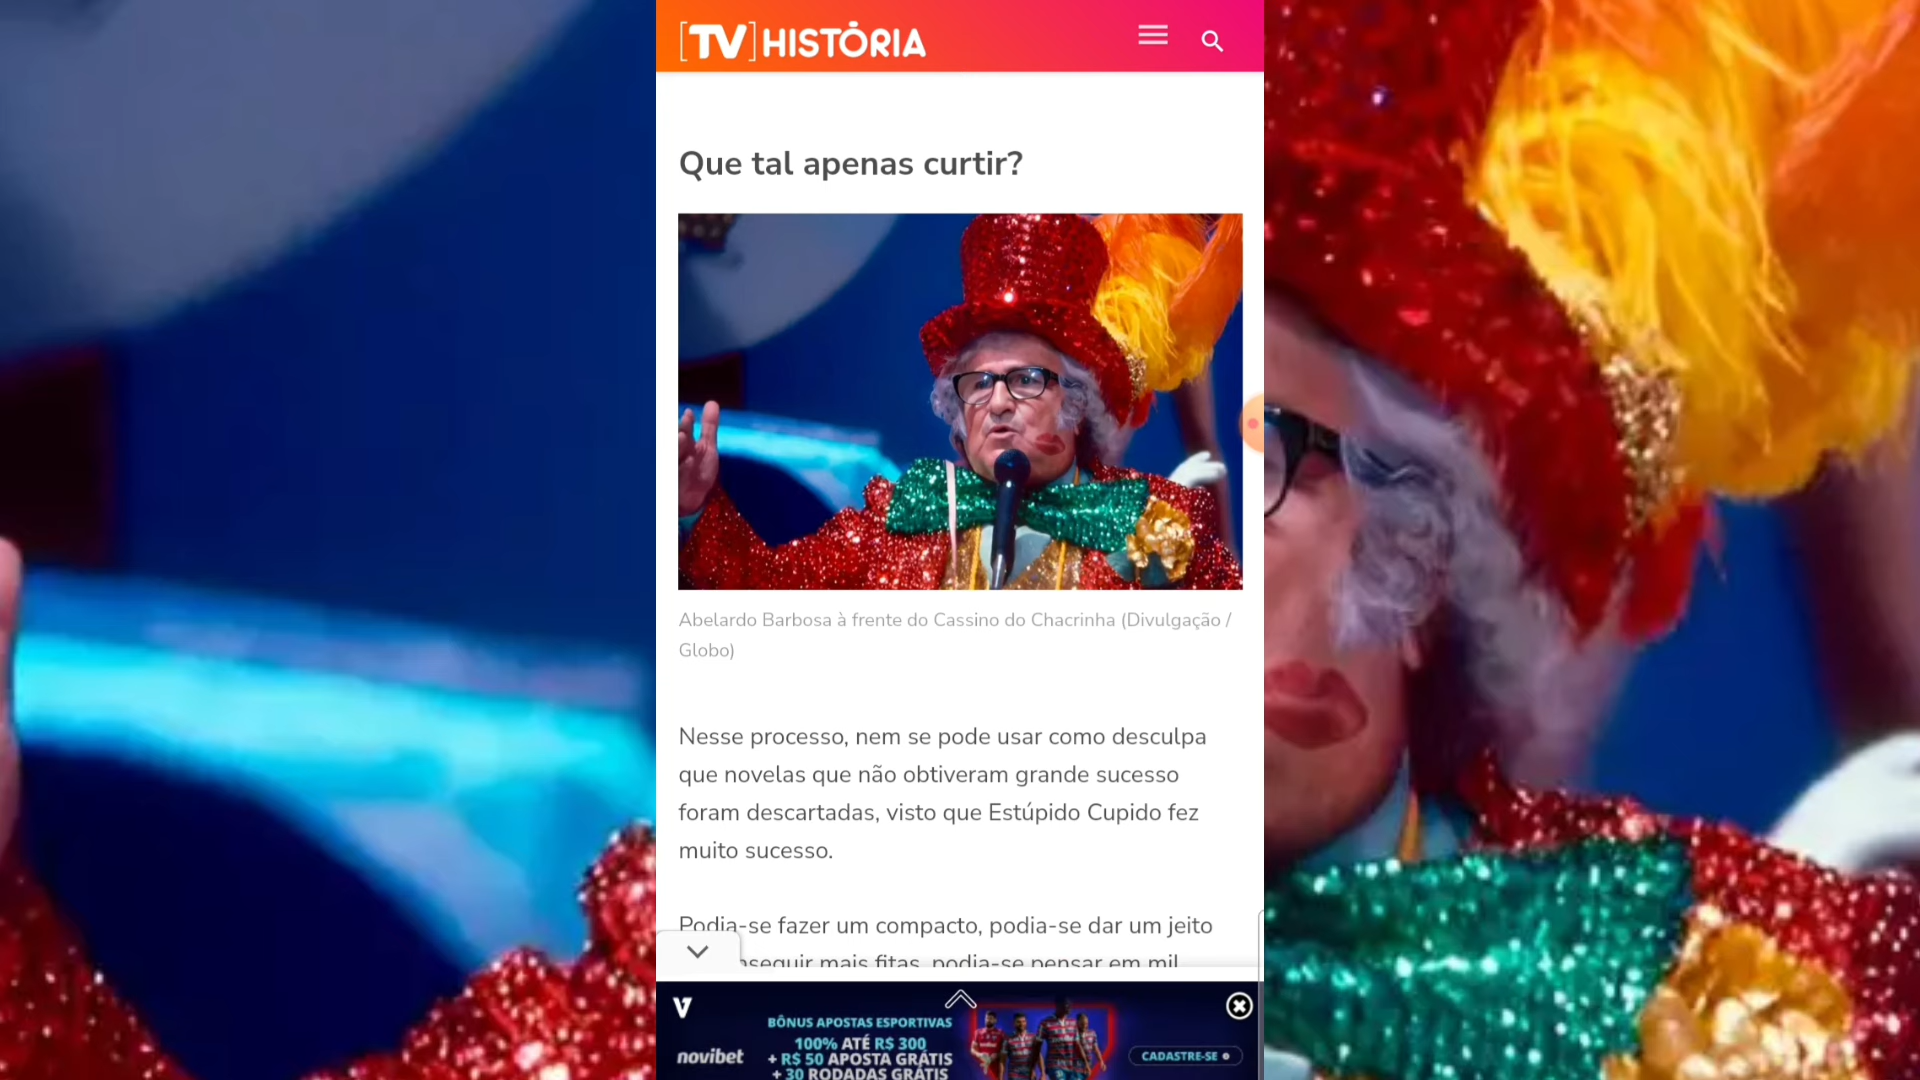 [TV] HISTÓRIA
Que tal apenas curtir?
Abelardo Barbosa à frente do Cassino do Chacrinha (Divulgação /
Globo)
Nesse processo, nem se pode usar como desculpa
que novelas que não obtiveram grande sucesso
foram descartadas, visto que Estúpido Cupido fez
muito sucesso.
Podia-se fazer um compacto, podia-se dar um jeito
mais fitas, podia-se pensar em mil
novibet
BÔNUS APOSTAS ESPORTIVAS
100% ATÉ R$ 300
+ R$ 50 APOSTA GRÁTIS
+ 30 RODADAS GRÁTIS
CADASTRE-SE